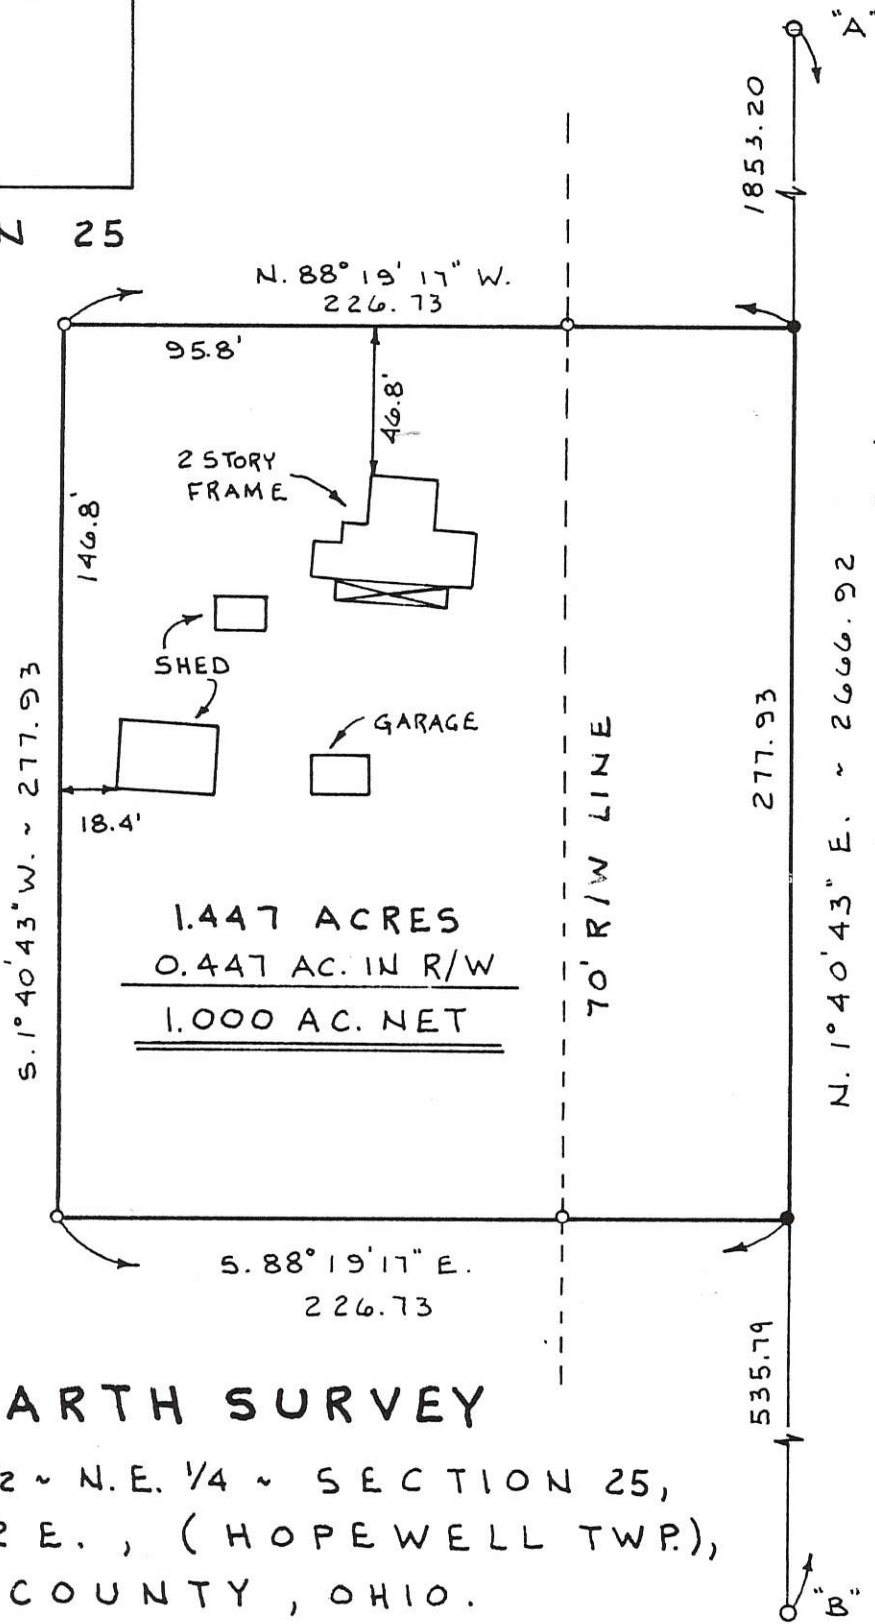 "A"
1853.20
N 25
N. 88° 19' 17" W.
226.73
95.8'
46.8'
2 STORY
FRAME
146.8'
SHED
GARAGE
18.4'
S. 1° 40' 43" W. ~ 277.93
277.93
N. 1° 40' 43" E. ~ 2666.92
70' R/W LINE
1.447 ACRES
0.447 AC. IN R/W
1.000 AC. NET
S. 88° 19' 17" E.
226.73
535.79
ARTH SURVEY
2 ~ N.E. 1/4 ~ SECTION 25,
2 E. , ( HOPEWELL TWP.),
COUNTY , OHIO.
"B"